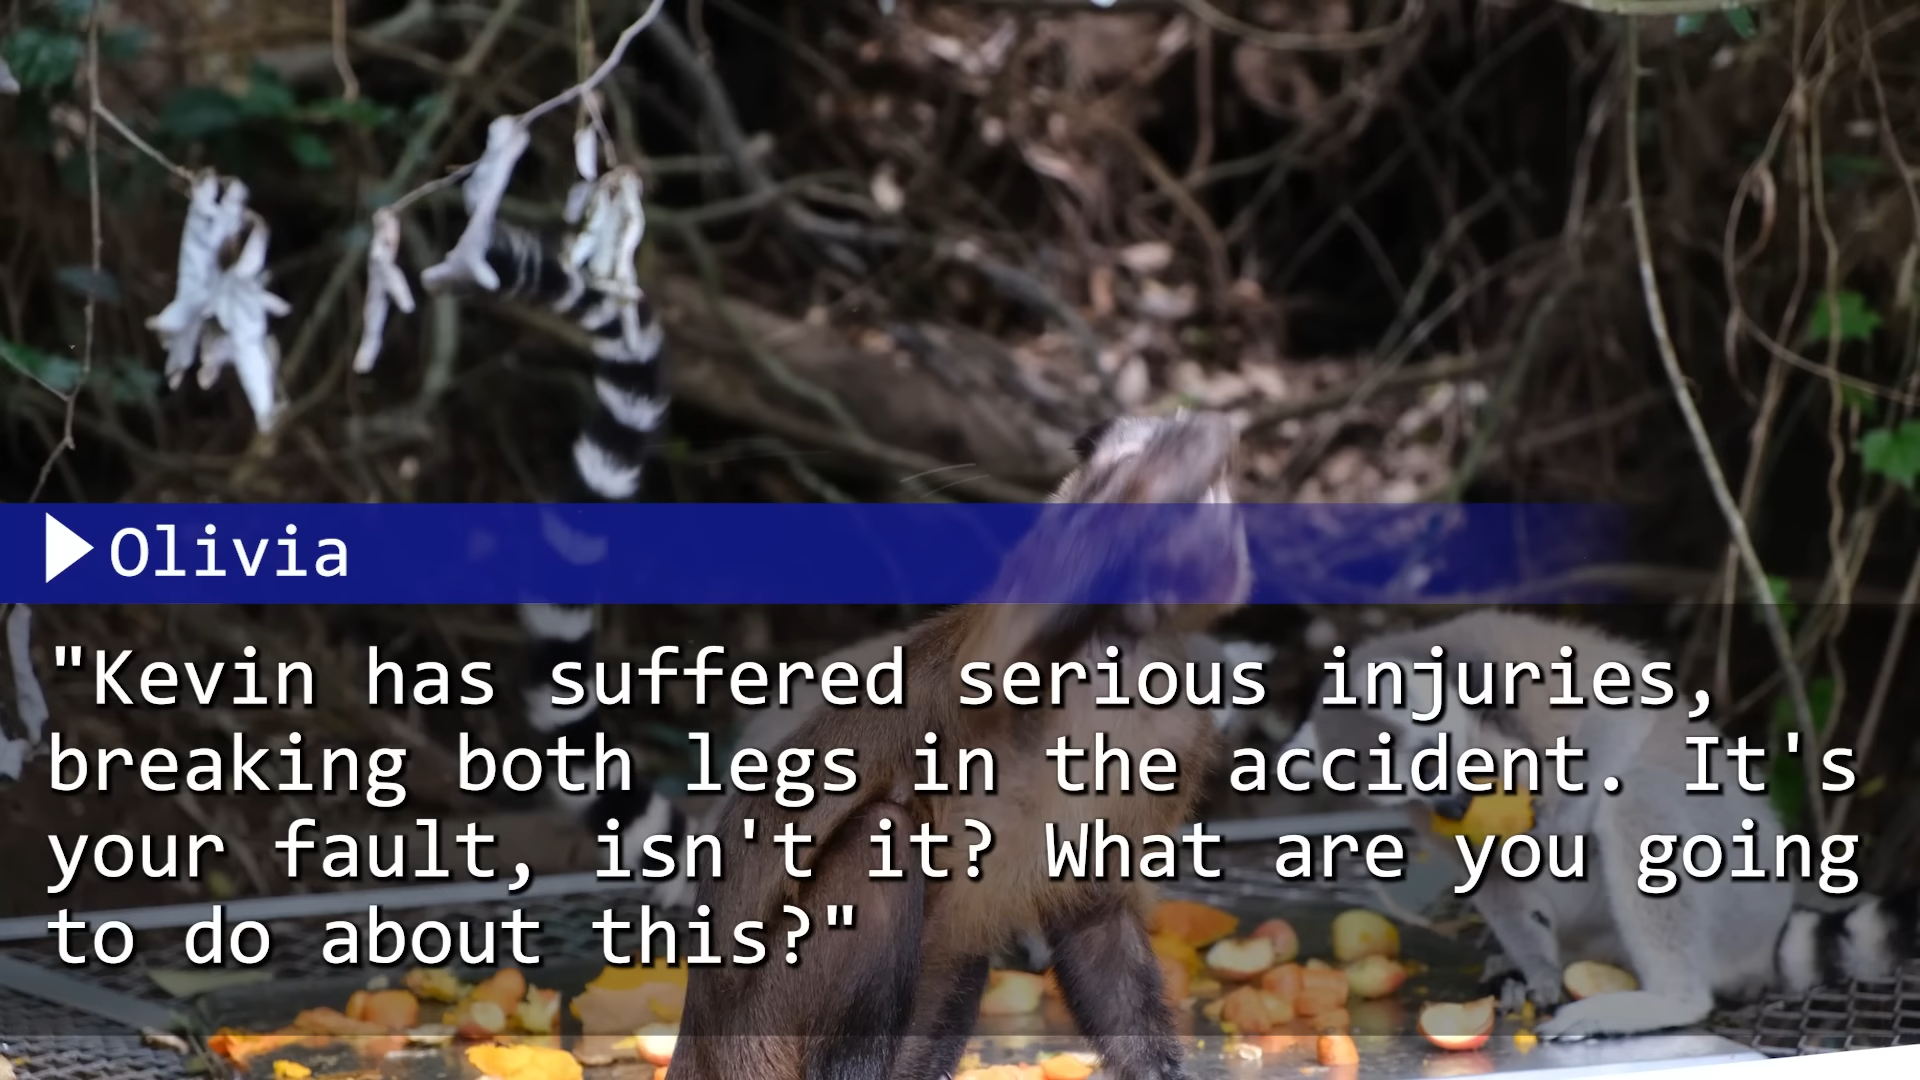 Olivia
"Kevin has suffered serious injuries,
breaking both legs in the accident. It's
your fault, isn't it? What are you going
to do about this?"